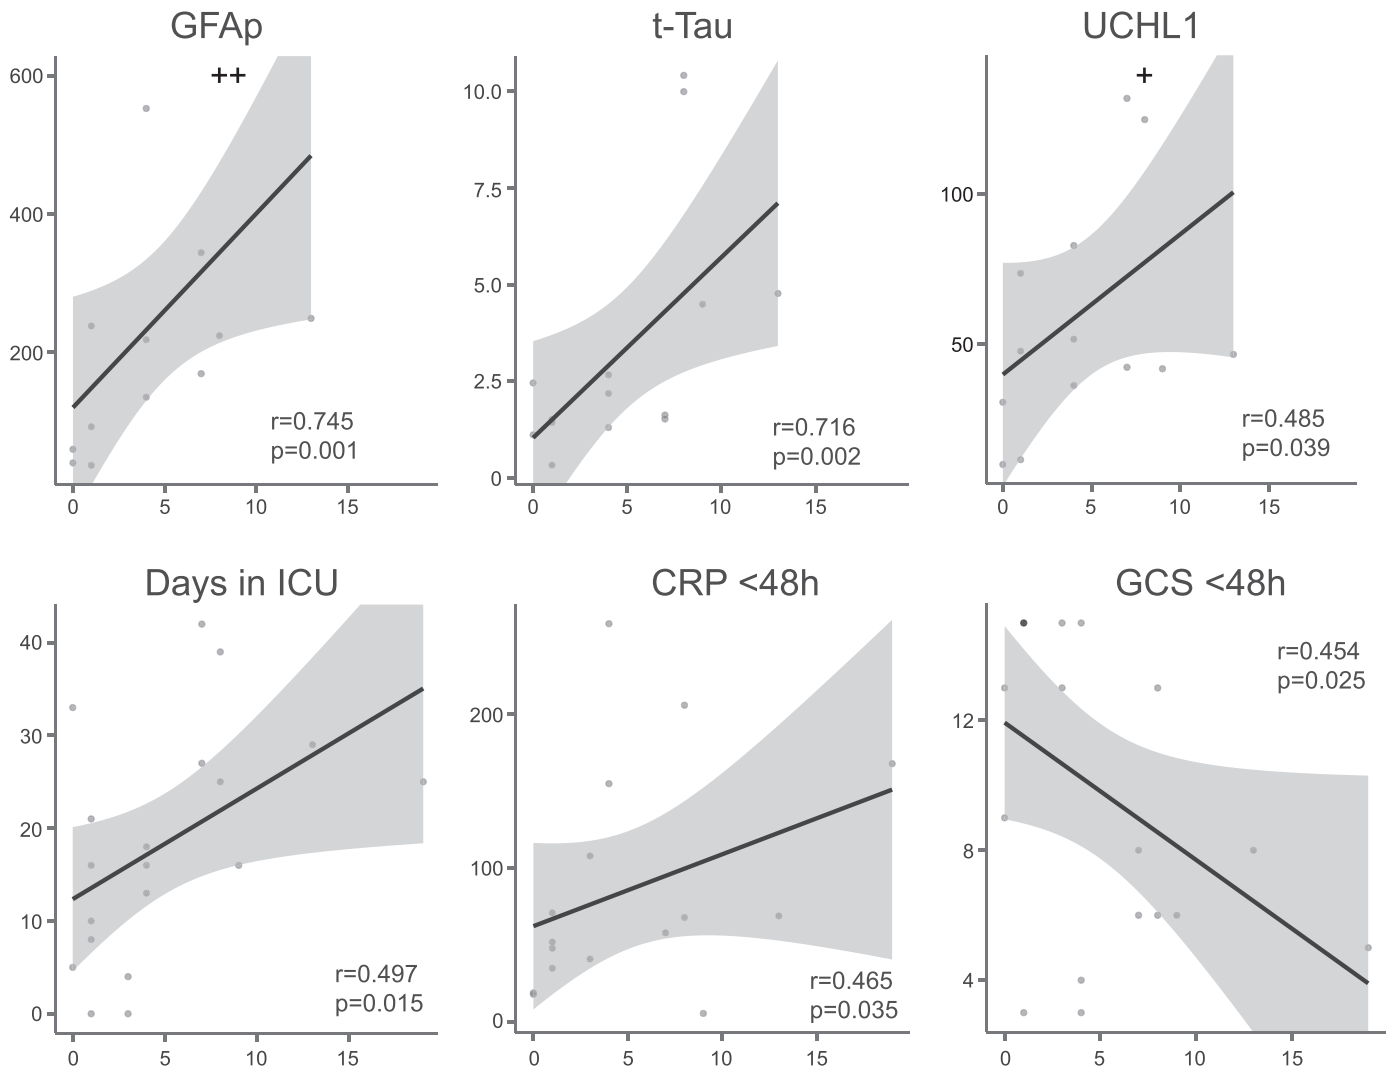 GFAp
t-Tau
UCHL1
600
400
200
++
r=0.745
p=0.001
0 5 10 15
10.0
7.5
5.0
2.5
0
r=0.716
p=0.002
0 5 10 15
100
50
+
r=0.485
p=0.039
0 5 10 15
Days in ICU
CRP <48h
GCS <48h
40
30
20
10
0
r=0.497
p=0.015
0 5 10 15
200
100
0
r=0.465
p=0.035
0 5 10 15
12
8
4
r=0.454
p=0.025
0 5 10 15